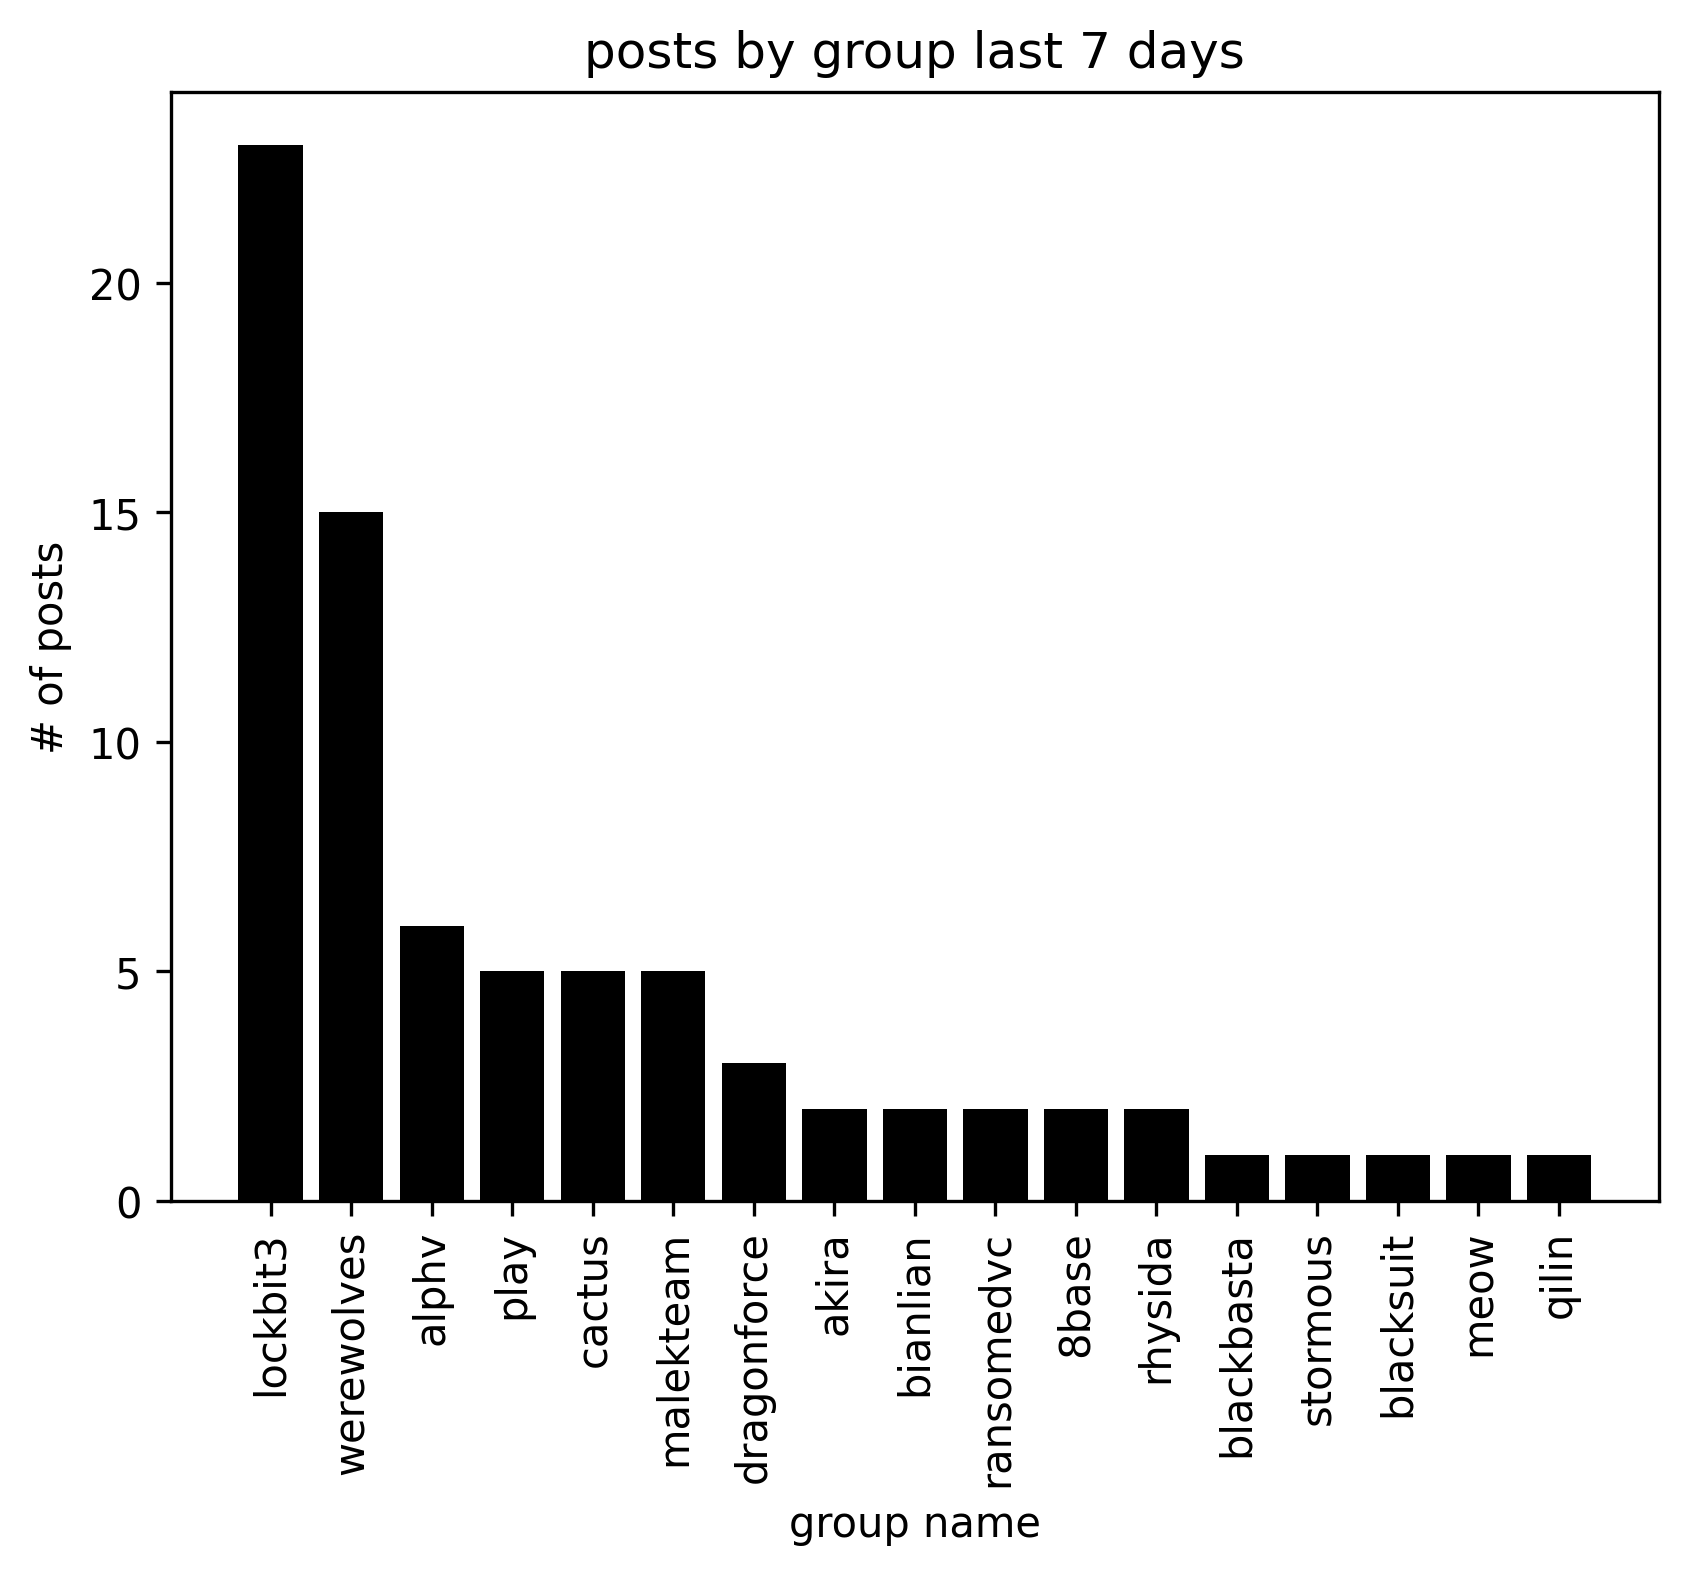 posts by group last 7 days
# of posts
20
15
10
5
0
lockbit3
werewolves
alphv
play
cactus
malekteam
dragonforce
akira
bianlian
ransomedvc
8base
rhysida
blackbasta
stormous
blacksuit
meow
qilin
group name